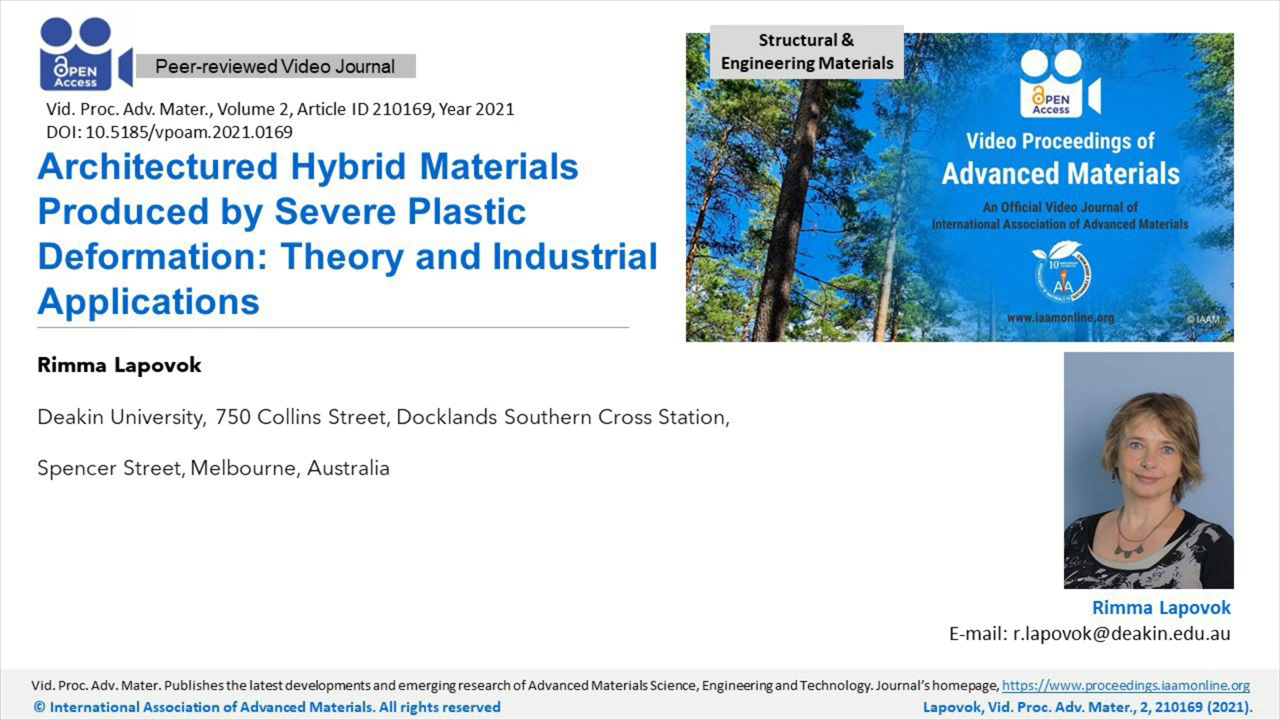 OPEN
Access
Peer-reviewed Video Journal
Vid. Proc. Adv. Mater., Volume 2, Article ID 210169, Year 2021
DOI: 10.5185/vpoam.2021.0169
Architectured Hybrid Materials
Produced by Severe Plastic
Deformation: Theory and Industrial
Applications
Rimma Lapovok
Deakin University, 750 Collins Street, Docklands Southern Cross Station,
Spencer Street, Melbourne, Australia
Structural &
Engineering Materials
OPEN
Access
Video Proceedings of
Advanced Materials
An Official Video Journal of
International Association of Advanced Materials
10
www.iaamonline.org
© IAAM
Rimma Lapovok
E-mail: r.lapovok@deakin.edu.au
Vid. Proc. Adv. Mater. Publishes the latest developments and emerging research of Advanced Materials Science, Engineering and Technology. Journal's homepage, https://www.proceedings.iaamonline.org
© International Association of Advanced Materials. All rights reserved
Lapovok, Vid. Proc. Adv. Mater., 2, 210169 (2021).